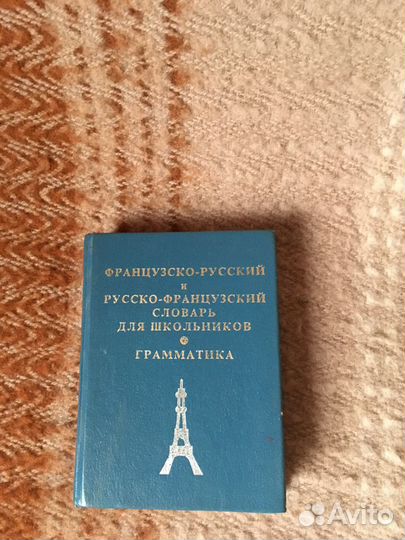 ФРАНЦУЗСКО-РУССКИЙ
и
РУССКО-ФРАНЦУЗСКИЙ
СЛОВАРЬ
ДЛЯ ШКОЛЬНИКОВ
ГРАММАТИКА
Avito